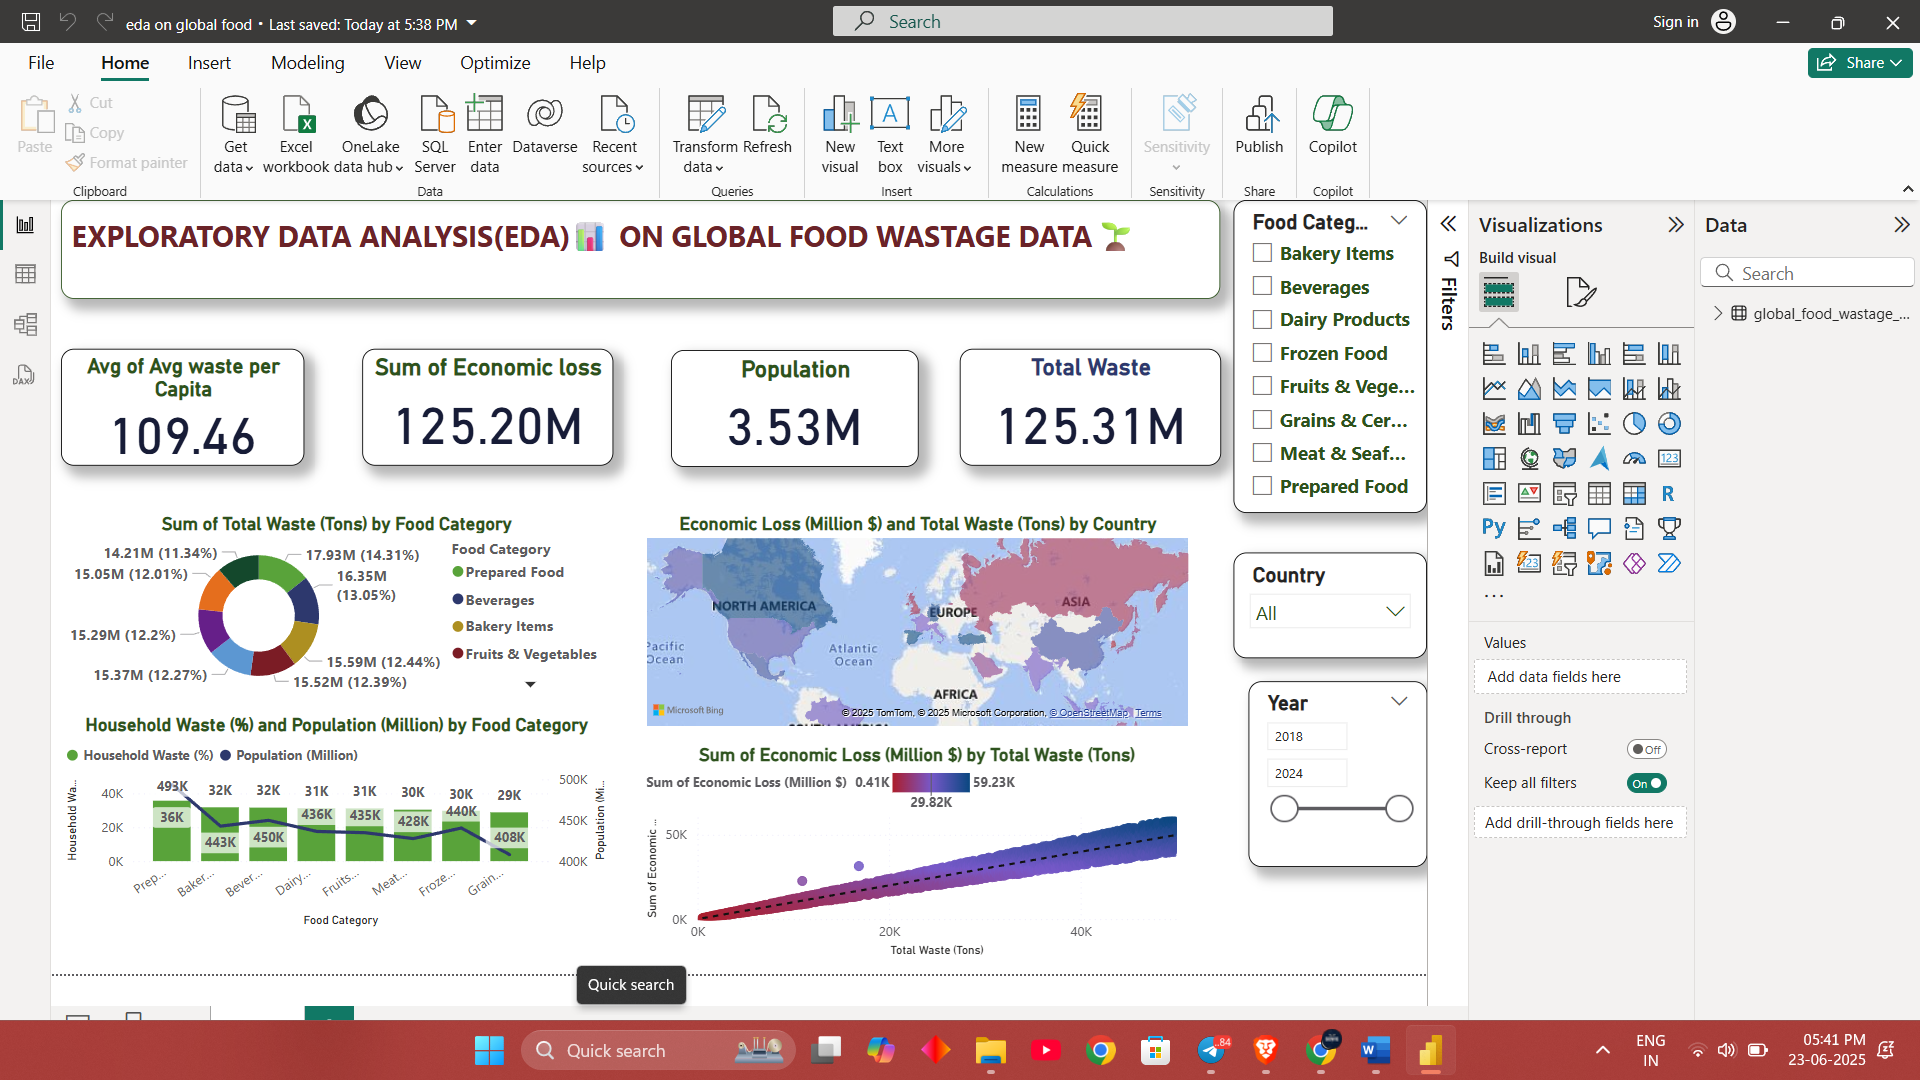 eda on global food • Last saved: Today at 5:38 PM
Search
Sign in
File
Home
Insert
Modeling
View
Optimize
Help
Share
Paste
Cut
Copy
Format painter
Clipboard
Get data
Excel workbook
OneLake data hub
SQL Server
Enter data
Dataverse
Recent sources
Data
Transform data
Refresh
Queries
New visual
Text box
More visuals
Insert
New measure
Quick measure
Calculations
Sensitivity
Sensitivity
Publish
Share
Copilot
Copilot
EXPLORATORY DATA ANALYSIS(EDA)📊 ON GLOBAL FOOD WASTAGE DATA 🌱
Avg of Avg waste per
Capita
109.46
Sum of Economic loss
125.20M
Population
3.53M
Total Waste
125.31M
Food Categ...
Bakery Items
Beverages
Dairy Products
Frozen Food
Fruits & Vege...
Grains & Cer...
Meat & Seaf...
Prepared Food
Sum of Total Waste (Tons) by Food Category
14.21M (11.34%)
17.93M (14.31%)
15.05M (12.01%)
16.35M
(13.05%)
15.29M (12.2%)
15.59M (12.44%)
15.37M (12.27%)
15.52M (12.39%)
Food Category
Prepared Food
Beverages
Bakery Items
Fruits & Vegetables
Economic Loss (Million $) and Total Waste (Tons) by Country
NORTH AMERICA
EUROPE
ASIA
Pacific
Ocean
Atlantic
Ocean
AFRICA
SOUTH AMERICA
Microsoft Bing
© 2025 TomTom, © 2025 Microsoft Corporation, © OpenStreetMap Terms
Country
All
Year
2018
2024
Household Waste (%) and Population (Million) by Food Category
Household Waste (%)
Population (Million)
Household Wa...
40K
20K
0K
493K
32K
32K
31K
31K
30K
30K
29K
36K
443K
450K
436K
435K
428K
440K
408K
500K
450K
400K
Population (Mi...
Prep...
Baker...
Bever...
Dairy...
Fruits...
Meat...
Froze...
Grain...
Food Category
Sum of Economic Loss (Million $) by Total Waste (Tons)
Sum of Economic Loss (Million $)
0.41K
59.23K
29.82K
Sum of Economic ...
50K
0K
0K
20K
40K
Total Waste (Tons)
Filters
Visualizations
Build visual
123
R
Py
123
...
Values
Add data fields here
Drill through
Cross-report
Off
Keep all filters
On
Add drill-through fields here
Data
Search
global_food_wastage_...
DAX
Quick search
Quick search
.84
W
ENG
IN
05:41 PM
23-06-2025